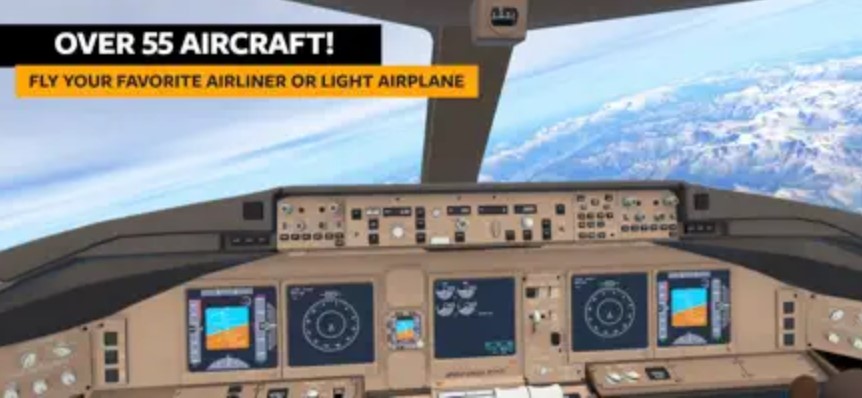 OVER 55 AIRCRAFT!
FLY YOUR FAVORITE AIRLINER OR LIGHT AIRPLANE